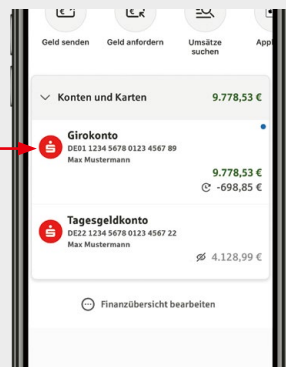 Geld senden Geld anfordern Umsätze suchen App
Konten und Karten 9.778,53 €
Girokonto
DE01 1234 5678 0123 4567 89
Max Mustermann
9.778,53 €
-698,85 €
Tagesgeldkonto
DE22 1234 5678 0123 4567 22
Max Mustermann
4.128,99 €
Finanzübersicht bearbeiten